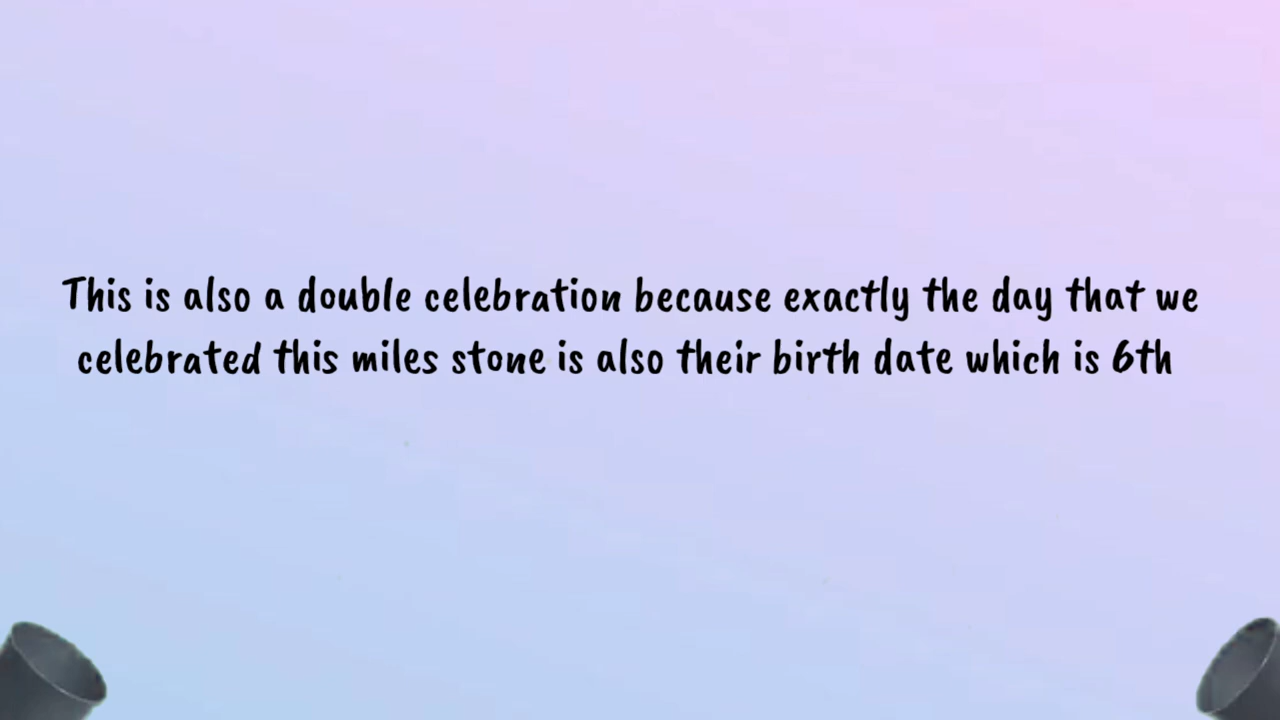 This is also a double celebration because exactly the day that we
celebrated this miles stone is also their birth date which is 6th